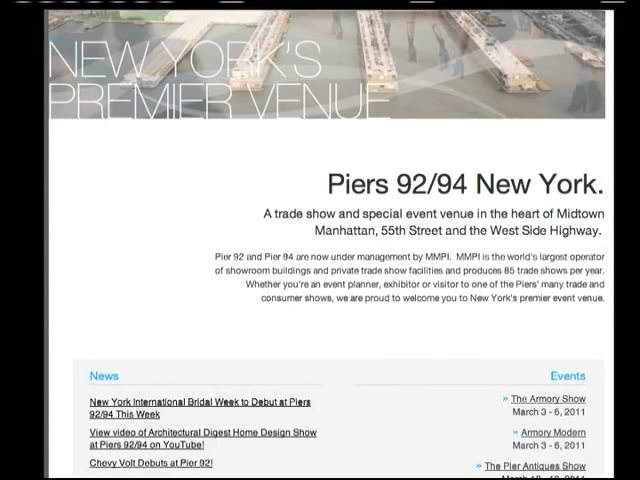 NEW YORK'S
PREMIER VENUE
Piers 92/94 New York.
A trade show and special event venue in the heart of Midtown
Manhattan, 55th Street and the West Side Highway.
Pier 92 and Pier 94 are now under management by MMPI.  MMPI is the world's largest operator
of showroom buildings and private trade show facilities and produces 85 trade shows per year.
Whether you're an event planner, exhibitor or visitor to one of the Piers' many trade and
consumer shows, we are proud to welcome you to New York's premier event venue.
News
New York International Bridal Week to Debut at Piers
92/94 This Week
View video of Architectural Digest Home Design Show
at Piers 92/94 on YouTube!
Chevy Volt Debuts at Pier 92!
Events
» The Armory Show
March 3 - 6, 2011
» Armory Modern
March 3 - 6, 2011
» The Pier Antiques Show